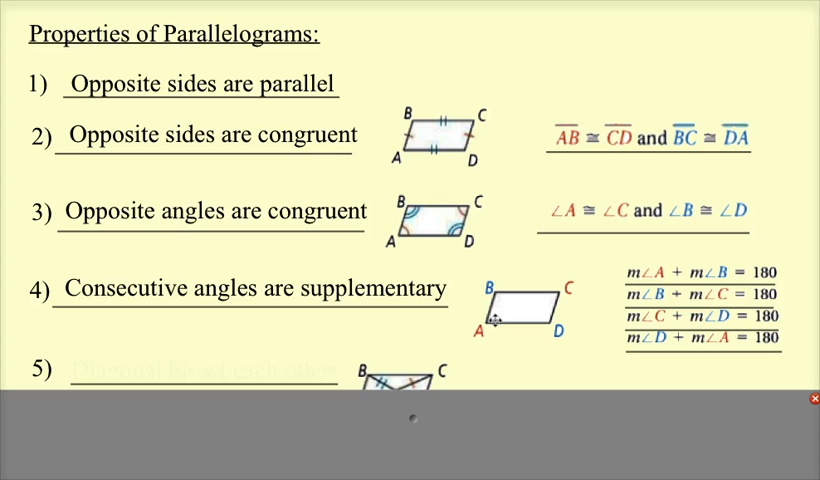 Properties of Parallelograms:
1) Opposite sides are parallel
2) Opposite sides are congruent
B C
A D
AB ≅ CD and BC ≅ DA
3) Opposite angles are congruent
B C
A D
∠A ≅ ∠C and ∠B ≅ ∠D
4) Consecutive angles are supplementary
B C
A D
m∠A + m∠B = 180
m∠B + m∠C = 180
m∠C + m∠D = 180
m∠D + m∠A = 180
5)
B C